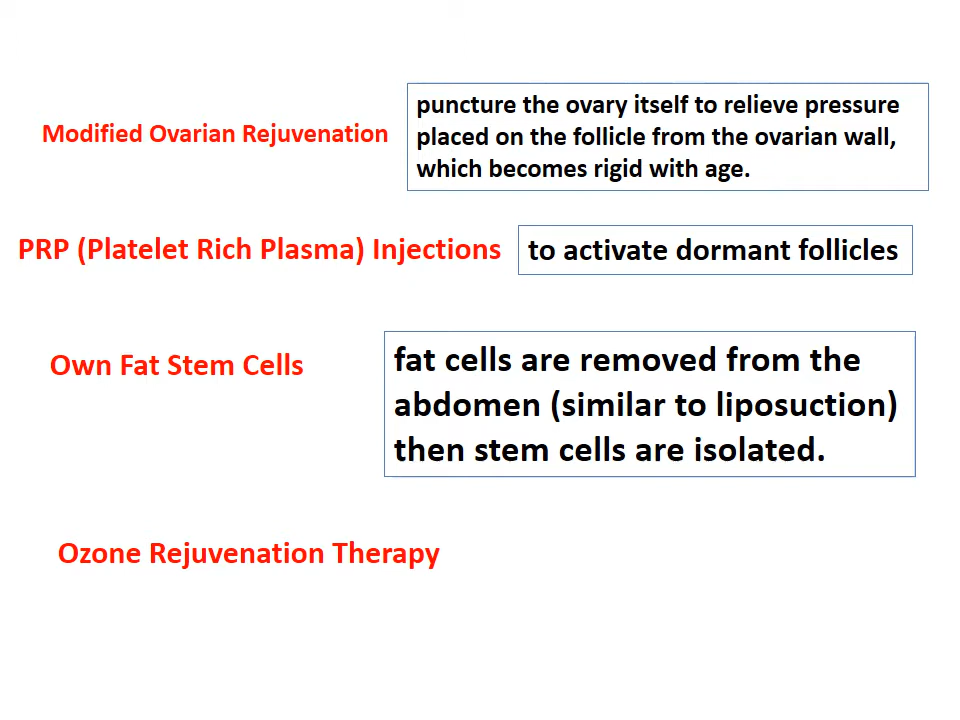 Modified Ovarian Rejuvenation
puncture the ovary itself to relieve pressure
placed on the follicle from the ovarian wall,
which becomes rigid with age.
PRP (Platelet Rich Plasma) Injections
to activate dormant follicles
Own Fat Stem Cells
fat cells are removed from the
abdomen (similar to liposuction)
then stem cells are isolated.
Ozone Rejuvenation Therapy